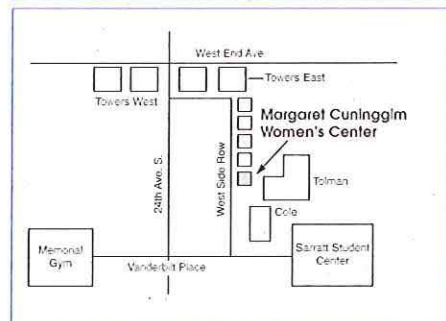 West End Ave.
Towers East
Towers West
Margaret Cuninggim
Women's Center
24th Ave. S.
West Side Row
Tolman
Cole
Memorial
Gym
Sarratt Student
Center
Vanderbilt Place